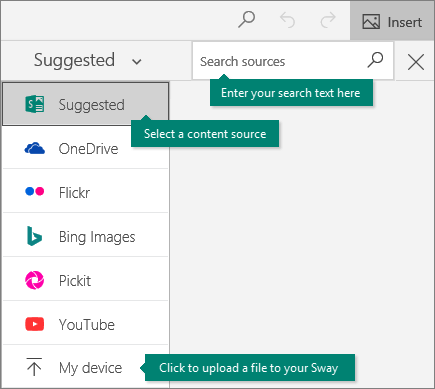 Insert
Suggested
Search sources
Enter your search text here
Suggested
Select a content source
OneDrive
Flickr
Bing Images
Pickit
YouTube
My device
Click to upload a file to your Sway